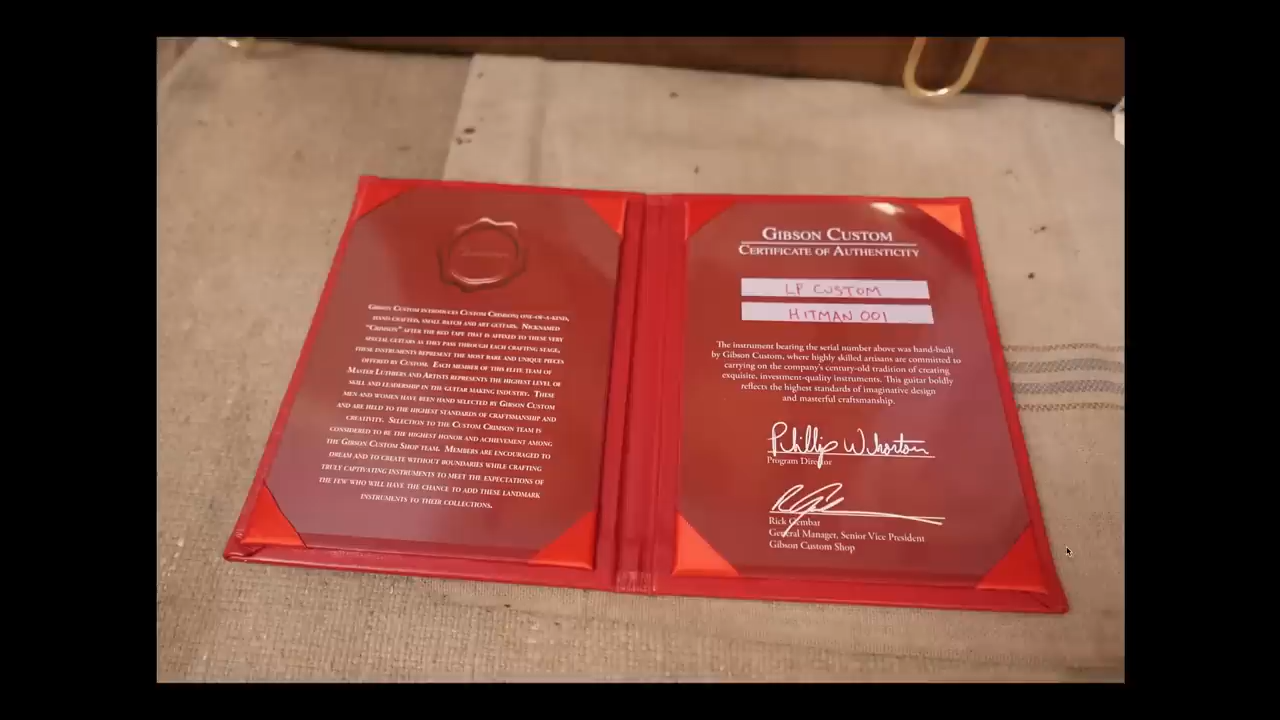 GIBSON CUSTOM INTRODUCES CUSTOM CRIMSON; ONE-OF-A-KIND,
HAND-CRAFTED, SMALL BATCH AND ART GUITARS. NICKNAMED
"CRIMSON" AFTER THE RED TAPE THAT IS AFFIXED TO THESE VERY
SPECIAL GUITARS AS THEY PASS THROUGH EACH CRAFTING STAGE,
THESE INSTRUMENTS REPRESENT THE MOST RARE AND UNIQUE PIECES
OFFERED BY CUSTOM. EACH MEMBER OF THIS ELITE TEAM OF
MASTER LUTHIERS AND ARTISTS REPRESENTS THE HIGHEST LEVEL OF
SKILL AND LEADERSHIP IN THE GUITAR MAKING INDUSTRY. THESE
MEN AND WOMEN HAVE BEEN HAND SELECTED BY GIBSON CUSTOM
AND ARE HELD TO THE HIGHEST STANDARDS OF CRAFTSMANSHIP AND
CREATIVITY. SELECTION TO THE CUSTOM CRIMSON TEAM IS
CONSIDERED TO BE THE HIGHEST HONOR AND ACHIEVEMENT AMONG
THE GIBSON CUSTOM SHOP TEAM. MEMBERS ARE ENCOURAGED TO
DREAM AND TO CREATE WITHOUT BOUNDARIES WHILE CRAFTING
TRULY CAPTIVATING INSTRUMENTS TO MEET THE EXPECTATIONS OF
THE FEW WHO WILL HAVE THE CHANCE TO ADD THESE LANDMARK
INSTRUMENTS TO THEIR COLLECTIONS.
GIBSON CUSTOM
CERTIFICATE OF AUTHENTICITY
LP CUSTOM
HITMAN 001
The instrument bearing the serial number above was hand-built
by Gibson Custom, where highly skilled artisans are committed to
carrying on the company's century-old tradition of creating
exquisite, investment-quality instruments. This guitar boldly
reflects the highest standards of imaginative design
and masterful craftsmanship.
Phillip Whorton
Program Director
Rick Gembar
General Manager, Senior Vice President
Gibson Custom Shop